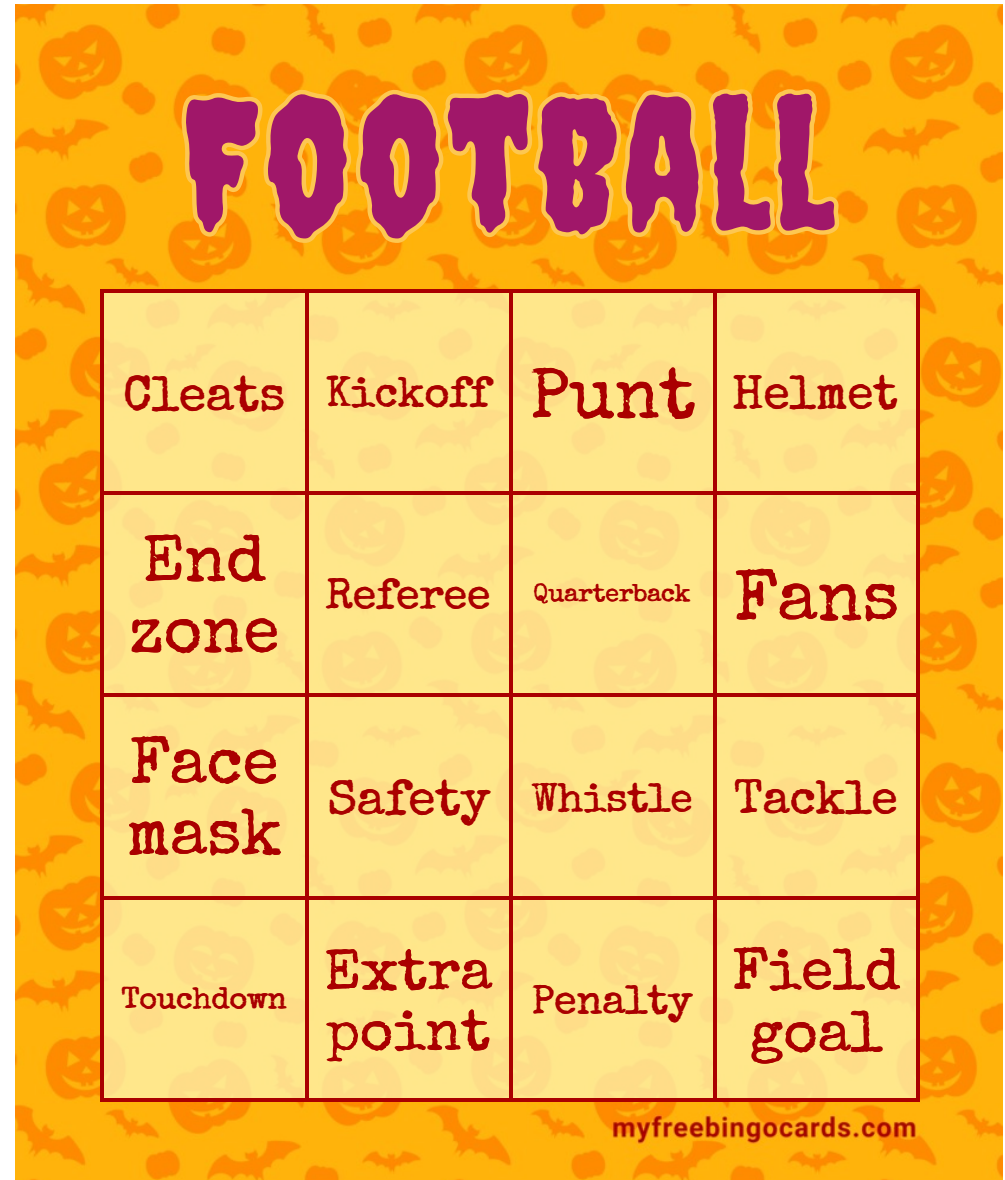 FOOTBALL
Cleats Kickoff Punt Helmet
End
zone
Referee
Quarterback
Fans
Face
mask
Safety
Whistle
Tackle
Touchdown
Extra
point
Penalty
Field
goal
myfreebingocards.com